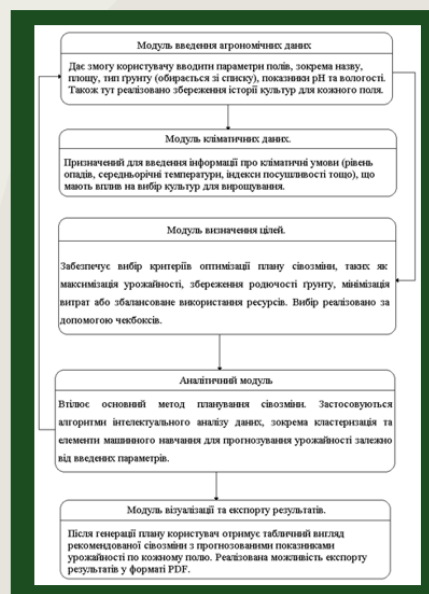 Модуль введення агрономічних даних
Дає змогу користувачу вводити параметри полів, зокрема назву,
площу, тип ґрунту (обирається зі списку), показники pH та вологості.
Також тут реалізовано збереження історії культур для кожного поля.
Модуль кліматичних даних.
Призначений для введення інформації про кліматичні умови (рівень
опадів, середньорічні температури, індекси посушливості тощо), що
мають вплив на вибір культур для вирощування.
Модуль визначення цілей.
Забезпечує вибір критеріїв оптимізації плану сівозміни, таких як
максимізація урожайності, збереження родючості ґрунту, мінімізація
витрат або збалансоване використання ресурсів. Вибір реалізовано за
допомогою чекбоксів.
Аналітичний модуль
Втілює основний метод планування сівозміни. Застосовуються
алгоритми інтелектуального аналізу даних, зокрема кластеризація та
елементи машинного навчання для прогнозування урожайності залежно
від введених параметрів.
Модуль візуалізації та експорту результатів.
Після генерації плану користувач отримує табличний вигляд
рекомендованої сівозміни з прогнозованими показниками
урожайності по кожному полю. Реалізована можливість експорту
результатів у форматі PDF.